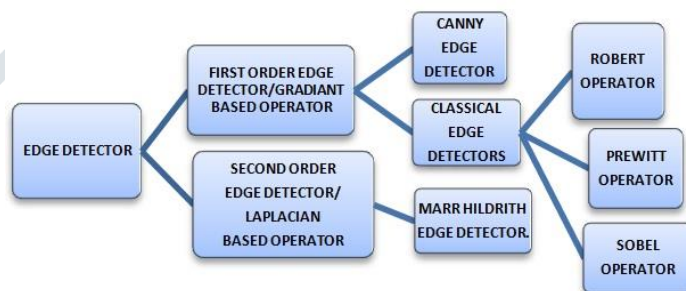 EDGE DETECTOR
FIRST ORDER EDGE
DETECTOR/GRADIANT
BASED OPERATOR
SECOND ORDER
EDGE DETECTOR/
LAPLACIAN
BASED OPERATOR
CANNY
EDGE
DETECTOR
CLASSICAL
EDGE
DETECTORS
MARR HILDRITH
EDGE DETECTOR.
ROBERT
OPERATOR
PREWITT
OPERATOR
SOBEL
OPERATOR